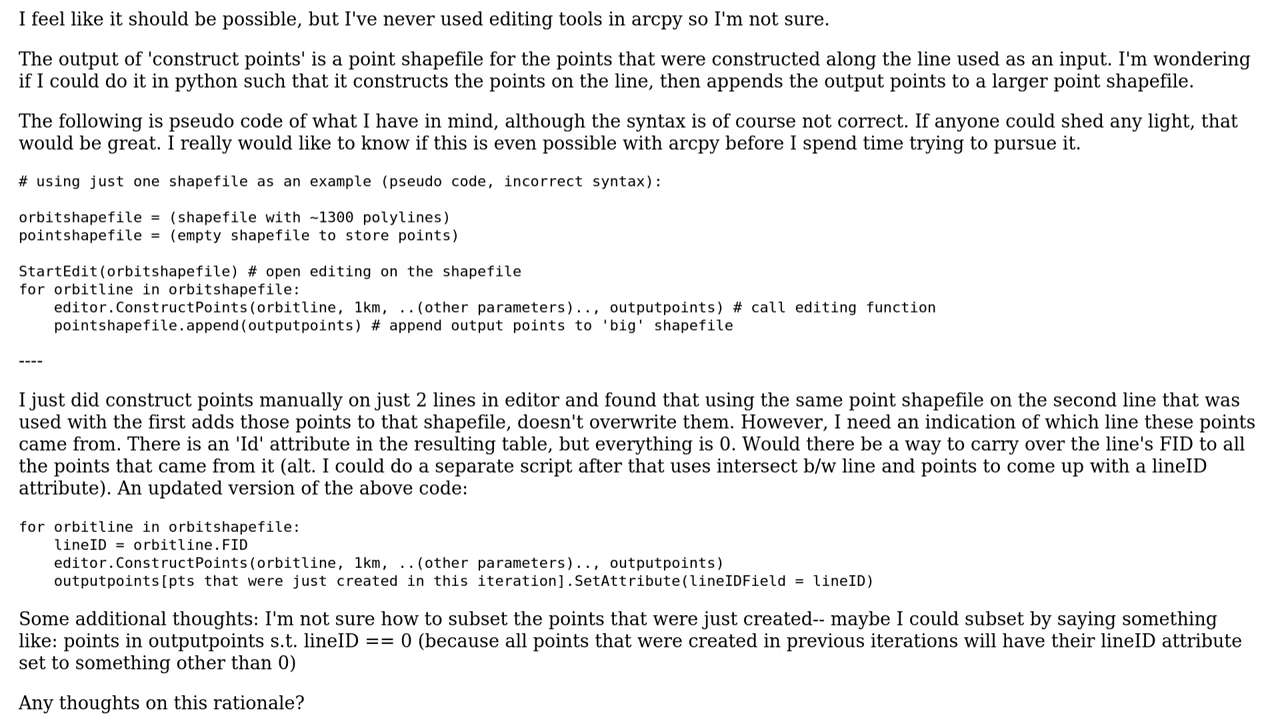 I feel like it should be possible, but I've never used editing tools in arcpy so I'm not sure.
The output of 'construct points' is a point shapefile for the points that were constructed along the line used as an input. I'm wondering
if I could do it in python such that it constructs the points on the line, then appends the output points to a larger point shapefile.
The following is pseudo code of what I have in mind, although the syntax is of course not correct. If anyone could shed any light, that
would be great. I really would like to know if this is even possible with arcpy before I spend time trying to pursue it.
# using just one shapefile as an example (pseudo code, incorrect syntax):
orbitshapefile = (shapefile with ~1300 polylines)
pointshapefile = (empty shapefile to store points)
StartEdit(orbitshapefile) # open editing on the shapefile
for orbitline in orbitshapefile:
    editor.ConstructPoints(orbitline, 1km, ..(other parameters).., outputpoints) # call editing function
    pointshapefile.append(outputpoints) # append output points to 'big' shapefile
----
I just did construct points manually on just 2 lines in editor and found that using the same point shapefile on the second line that was
used with the first adds those points to that shapefile, doesn't overwrite them. However, I need an indication of which line these points
came from. There is an 'Id' attribute in the resulting table, but everything is 0. Would there be a way to carry over the line's FID to all
the points that came from it (alt. I could do a separate script after that uses intersect b/w line and points to come up with a lineID
attribute). An updated version of the above code:
for orbitline in orbitshapefile:
    lineID = orbitline.FID
    editor.ConstructPoints(orbitline, 1km, ..(other parameters).., outputpoints)
    outputpoints[pts that were just created in this iteration].SetAttribute(lineIDField = lineID)
Some additional thoughts: I'm not sure how to subset the points that were just created-- maybe I could subset by saying something
like: points in outputpoints s.t. lineID == 0 (because all points that were created in previous iterations will have their lineID attribute
set to something other than 0)
Any thoughts on this rationale?